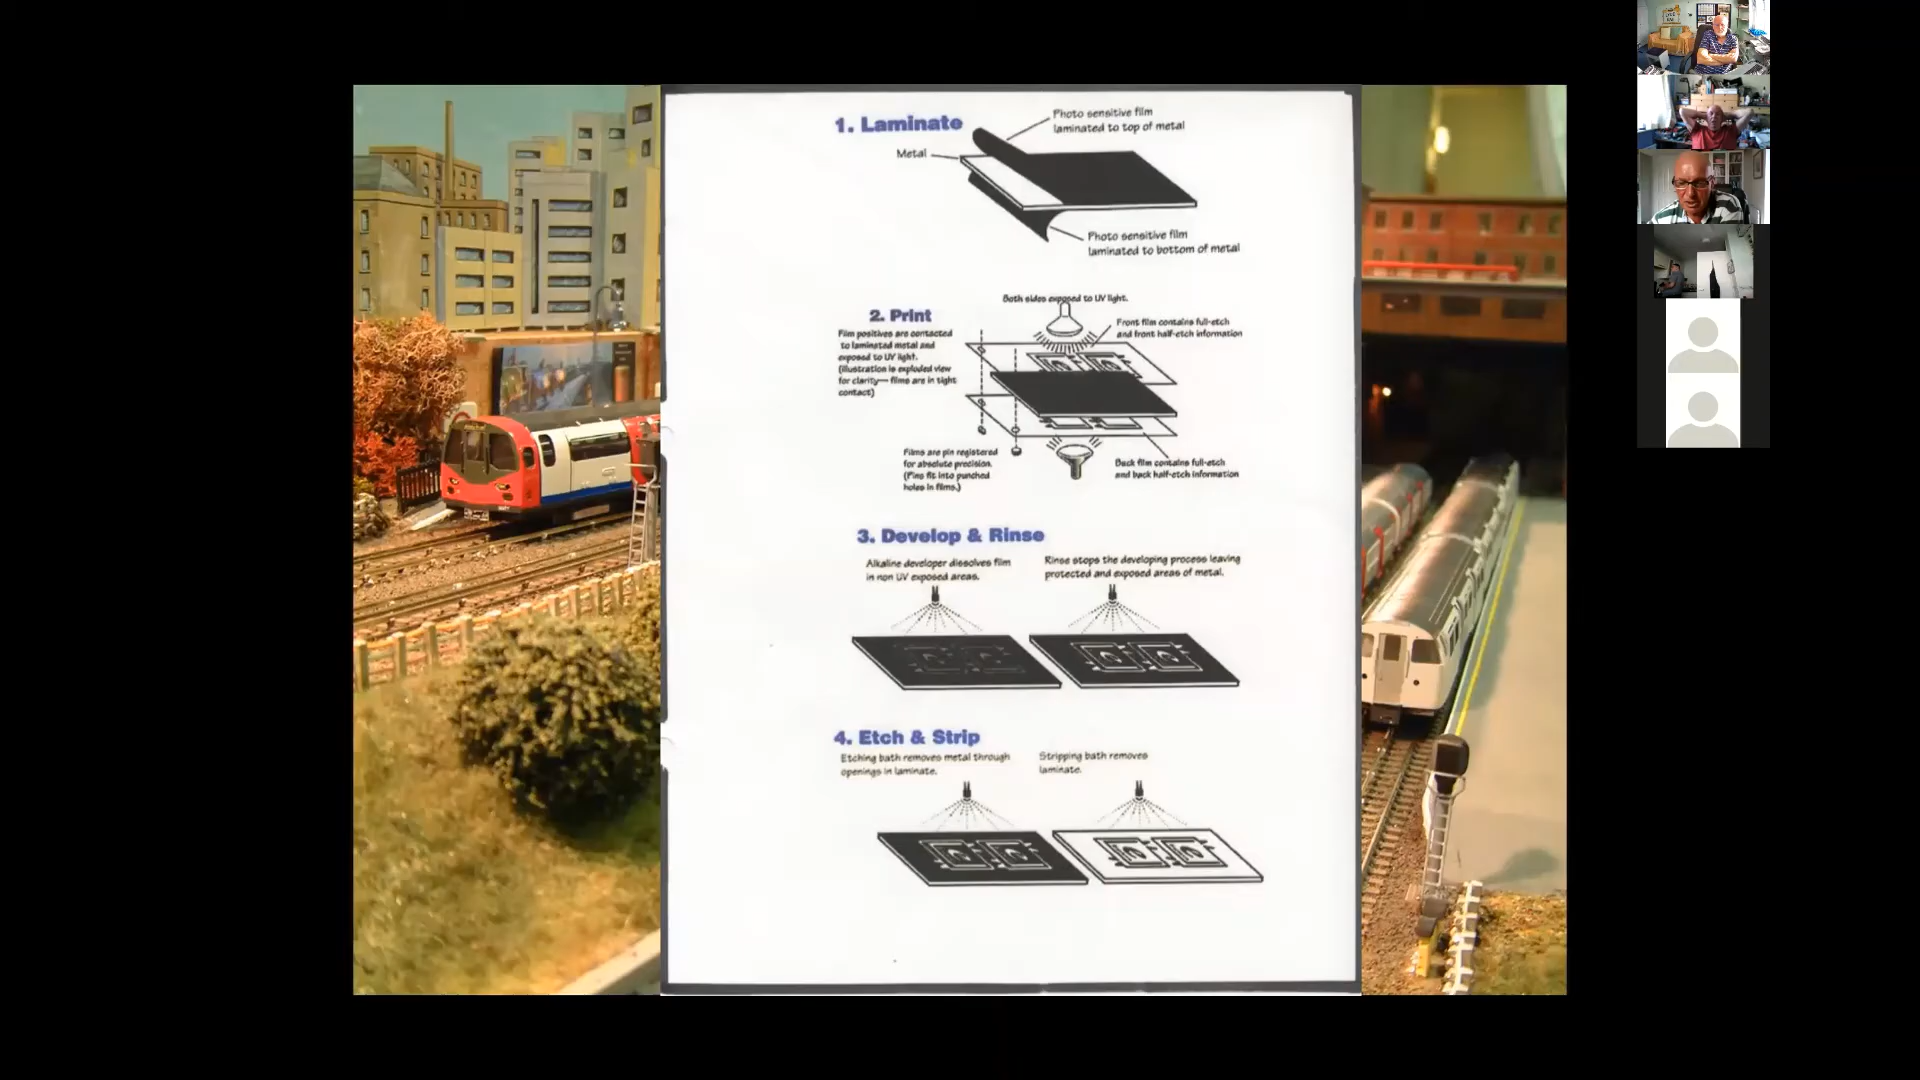 1. Laminate
Photo sensitive film
laminated to top of metal
Metal
Photo sensitive film
laminated to bottom of metal
Both sides exposed to UV light.
2. Print
Film positives are contacted
to laminated metal and
exposed to UV light.
(Illustration is exploded view
for clarity— films are in tight
contact)
Front film contains full-etch
and front half-etch information
Films are pin registered
for absolute precision.
(Pins fit into punched
holes in films.)
Back film contains full-etch
and back half-etch information
3. Develop & Rinse
Alkaline developer dissolves film
in non UV exposed areas.
Rinse stops the developing process leaving
protected and exposed areas of metal.
4. Etch & Strip
Etching bath removes metal through
openings in laminate.
Stripping bath removes
laminate.